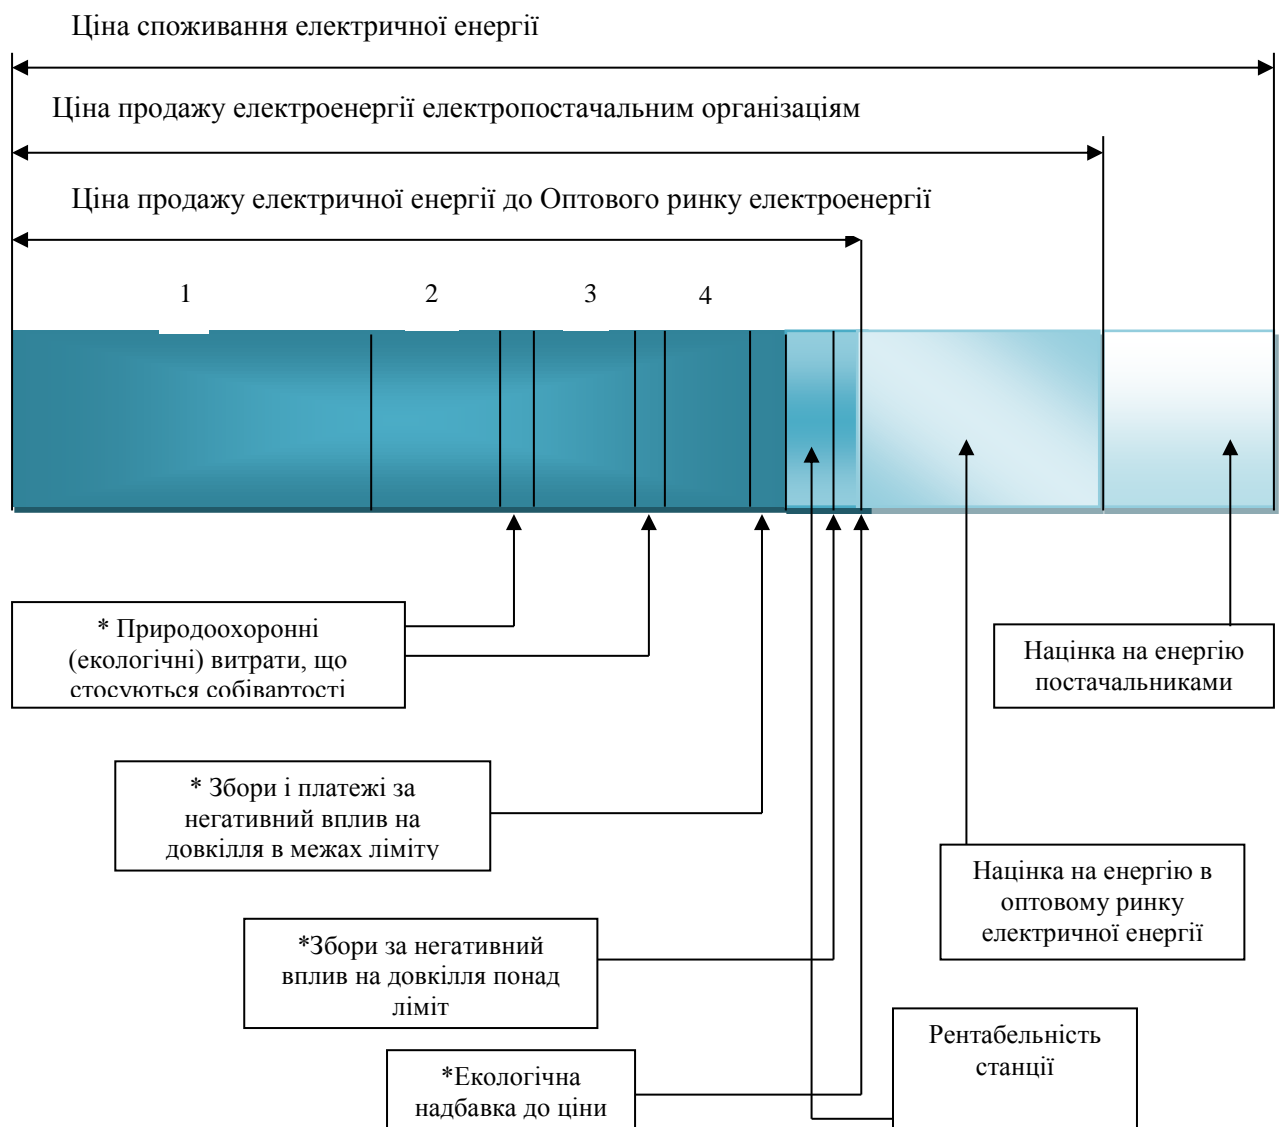 Ціна споживання електричної енергії
Ціна продажу електроенергії електропостачальним організаціям
Ціна продажу електричної енергії до Оптового ринку електроенергії
1 2 3 4
* Природоохоронні
(екологічні) витрати, що
стосуються собівартості
Націнка на енергію
постачальниками
* Збори і платежі за
негативний вплив на
довкілля в межах ліміту
Націнка на енергію в
оптовому ринку
електричної енергії
*Збори за негативний
вплив на довкілля понад
ліміт
Рентабельність
станції
*Екологічна
надбавка до ціни